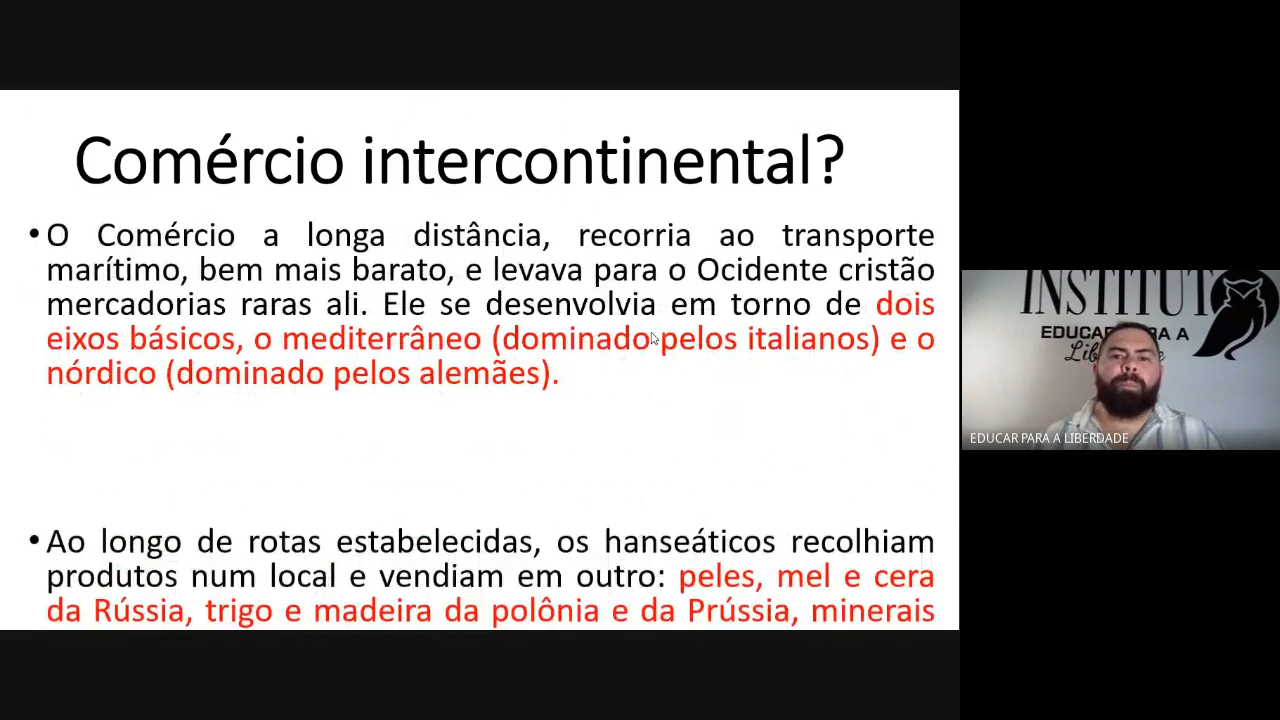 Comércio intercontinental?
• O Comércio a longa distância, recorria ao transporte
marítimo, bem mais barato, e levava para o Ocidente cristão
mercadorias raras ali. Ele se desenvolvia em torno de dois
eixos básicos, o mediterrâneo (dominado pelos italianos) e o
nórdico (dominado pelos alemães).
• Ao longo de rotas estabelecidas, os hanseáticos recolhiam
produtos num local e vendiam em outro: peles, mel e cera
da Rússia, trigo e madeira da polônia e da Prússia, minerais
INSTITUT
EDUCAR PARA A
EDUCAR PARA A LIBERDADE